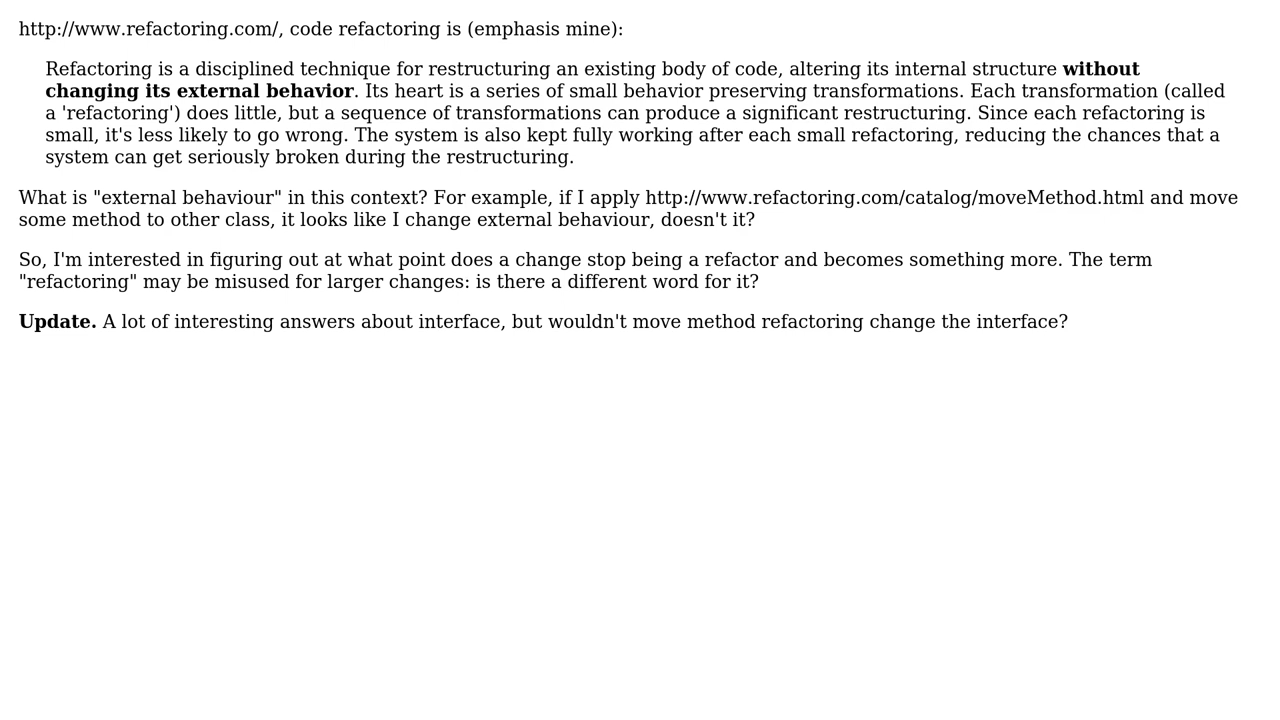 http://www.refactoring.com/, code refactoring is (emphasis mine):
Refactoring is a disciplined technique for restructuring an existing body of code, altering its internal structure without
changing its external behavior. Its heart is a series of small behavior preserving transformations. Each transformation (called
a 'refactoring') does little, but a sequence of transformations can produce a significant restructuring. Since each refactoring is
small, it's less likely to go wrong. The system is also kept fully working after each small refactoring, reducing the chances that a
system can get seriously broken during the restructuring.
What is "external behaviour" in this context? For example, if I apply http://www.refactoring.com/catalog/moveMethod.html and move
some method to other class, it looks like I change external behaviour, doesn't it?
So, I'm interested in figuring out at what point does a change stop being a refactor and becomes something more. The term
"refactoring" may be misused for larger changes: is there a different word for it?
Update. A lot of interesting answers about interface, but wouldn't move method refactoring change the interface?